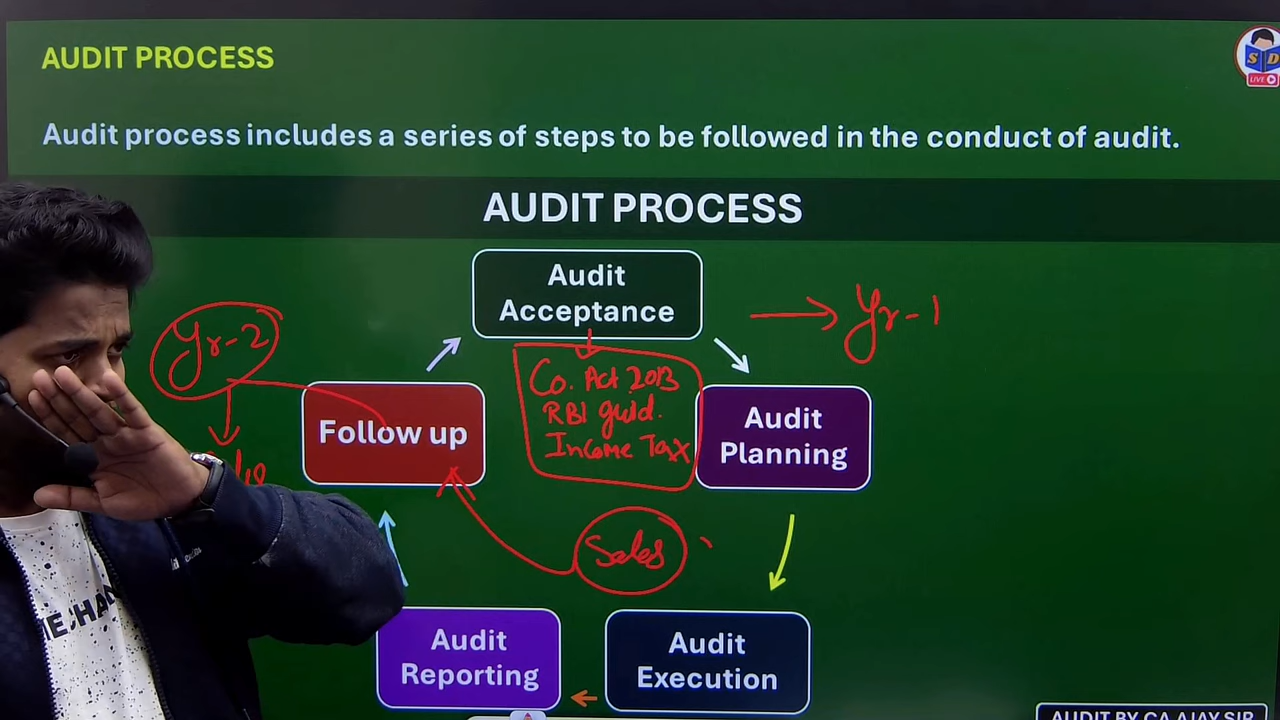 AUDIT PROCESS
S D
LIVE
Audit process includes a series of steps to be followed in the conduct of audit.
AUDIT PROCESS
Audit
Acceptance
Yr-1
Yr-2
Co. Act 2013
RBI guid.
Income Tax
Follow up
Audit
Planning
Sales
Audit
Reporting
Audit
Execution
AUDIT BY CA AJAY SIR